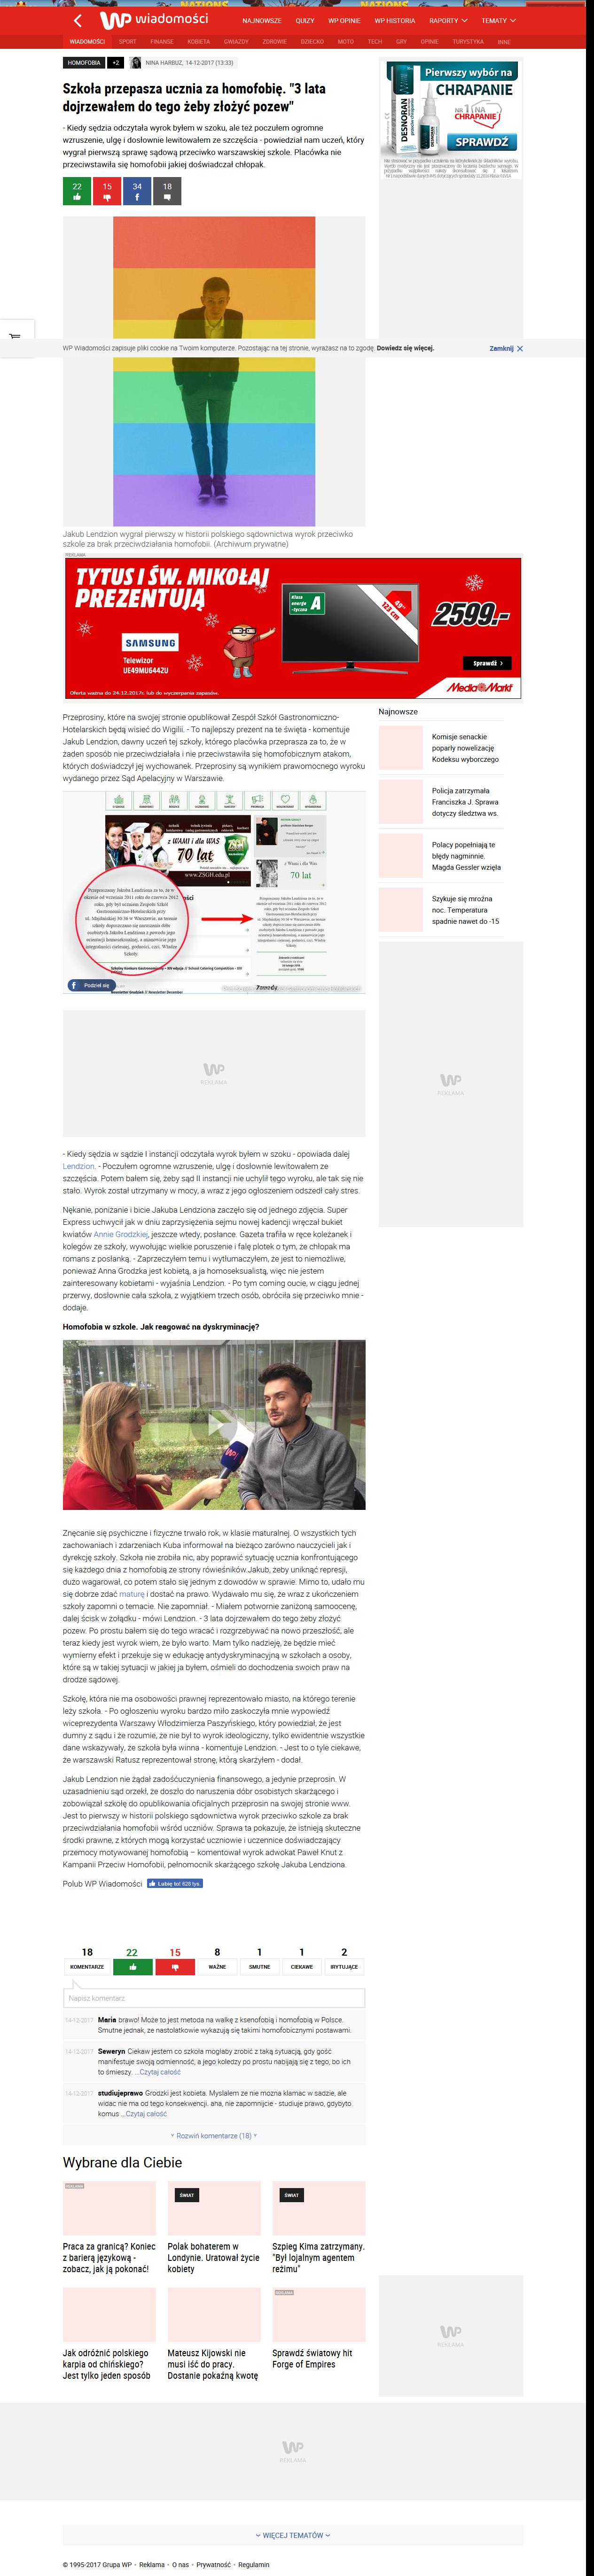 NATIONS NATIONS
WP wiadomości
NAJNOWSZE QUIZY WP OPINIE WP HISTORIA RAPORTY TEMATY
WIADOMOŚCI SPORT FINANSE KOBIETA GWIAZDY ZDROWIE DZIECKO MOTO TECH GRY OPINIE TURYSTYKA INNE
HOMOFOBIA +2 NINA HARBUZ, 14-12-2017 (13:33)
Szkoła przepasza ucznia za homofobię. "3 lata
dojrzewałem do tego żeby złożyć pozew"
- Kiedy sędzia odczytała wyrok byłem w szoku, ale też poczułem ogromne
wzruszenie, ulgę i dosłownie lewitowałem ze szczęścia - powiedział nam uczeń, który
wygrał pierwszą sprawę sądową przeciwko warszawskiej szkole. Placówka nie
przeciwstawiła się homofobii jakiej doświadczał chłopak.
22 15 34 18
Pierwszy wybór na
CHRAPANIE
DESNORAN
NR 1 NA
CHRAPANIE
SPRAWDŹ
WP Wiadomości zapisuje pliki cookie na Twoim komputerze. Pozostając na tej stronie, wyrażasz na to zgodę. Dowiedz się więcej.
Zamknij
Jakub Lendzion wygrał pierwszy w historii polskiego sądownictwa wyrok przeciwko
szkole za brak przeciwdziałania homofobii. (Archiwum prywatne)
REKLAMA
TYTUS I ŚW. MIKOŁAJ
PREZENTUJĄ
SAMSUNG
Telewizor
UE49MU6442U
Klasa
energe
-tyczna
A
49"
123 cm
2599.-
Sprawdź
Media Markt
Oferta ważna do 24.12.2017r. lub do wyczerpania zapasów.
Przeprosiny, które na swojej stronie opublikował Zespół Szkół Gastronomiczno-
Hotelarskich będą wisieć do Wigilii. - To najlepszy prezent na te święta - komentuje
Jakub Lendzion, dawny uczeń tej szkoły, którego placówka przeprasza za to, że w
żaden sposób nie przeciwdziałała i nie przeciwstawiła się homofobicznym atakom,
których doświadczył jej wychowanek. Przeprosiny są wynikiem prawomocnego wyroku
wydanego przez Sąd Apelacyjny w Warszawie.
Najnowsze
Komisje senackie
poparły nowelizację
Kodeksu wyborczego
Policja zatrzymała
Franciszka J. Sprawa
dotyczy śledztwa ws.
Polacy popełniają te
błędy nagminnie.
Magda Gessler wzięła
Szykuje się mroźna
noc. Temperatura
spadnie nawet do -15
z WAMI i dla WAS
70 lat
www.ZSGH.edu.pl
z Wami i dla Was
70 lat
Przepraszamy Jakuba Lendziona za to, że w
okresie od września 2011 roku do czerwca 2012
roku, gdy był uczniem Zespołu Szkół
Gastronomiczno-Hotelarskich przy
Zawody
Podziel się
WP
REKLAMA
WP
REKLAMA
- Kiedy sędzia w sądzie I instancji odczytała wyrok byłem w szoku - opowiada dalej
Lendzion. - Poczułem ogromne wzruszenie, ulgę i dosłownie lewitowałem ze
szczęścia. Potem bałem się, żeby sąd II instancji nie uchylił tego wyroku, ale tak się nie
stało. Wyrok został utrzymany w mocy, a wraz z jego ogłoszeniem odszedł cały stres.
Nękanie, poniżanie i bicie Jakuba Lendziona zaczęło się od jednego zdjęcia. Super
Express uchwycił jak w dniu zaprzysiężenia sejmu nowej kadencji wręczał bukiet
kwiatów Annie Grodzkiej, jeszcze wtedy, posłance. Gazeta trafiła w ręce koleżanek i
kolegów ze szkoły, wywołując wielkie poruszenie i falę plotek o tym, że chłopak ma
romans z posłanką. - Zaprzeczyłem temu i wytłumaczyłem, że jest to niemożliwe,
ponieważ Anna Grodzka jest kobietą, a ja homoseksualistą, więc nie jestem
zainteresowany kobietami - wyjaśnia Lendzion. - Po tym coming oucie, w ciągu jednej
przerwy, dosłownie cała szkoła, z wyjątkiem trzech osób, obróciła się przeciwko mnie -
dodaje.
Homofobia w szkole. Jak reagować na dyskryminację?
Znęcanie się psychiczne i fizyczne trwało rok, w klasie maturalnej. O wszystkich tych
zachowaniach i zdarzeniach Kuba informował na bieżąco zarówno nauczycieli jak i
dyrekcję szkoły. Szkoła nie zrobiła nic, aby poprawić sytuację ucznia konfrontującego
się każdego dnia z homofobią ze strony rówieśników.Jakub, żeby uniknąć represji,
dużo wagarował, co potem stało się jednym z dowodów w sprawie. Mimo to, udało mu
się dobrze zdać maturę i dostać na prawo. Wydawało mu się, że wraz z ukończeniem
szkoły zapomni o temacie. Nie zapomniał. - Miałem potwornie zaniżoną samoocenę,
dalej ścisk w żołądku - mówi Lendzion. - 3 lata dojrzewałem do tego żeby złożyć
pozew. Po prostu bałem się do tego wracać i rozgrzebywać na nowo przeszłość, ale
teraz kiedy jest wyrok wiem, że było warto. Mam tylko nadzieję, że będzie mieć
wymierny efekt i przekuje się w edukację antydyskryminacyjną w szkołach a osoby,
które są w takiej sytuacji w jakiej ja byłem, ośmieli do dochodzenia swoich praw na
drodze sądowej.
Szkołę, która nie ma osobowości prawnej reprezentowało miasto, na którego terenie
leży szkoła. - Po ogłoszeniu wyroku bardzo miło zaskoczyła mnie wypowiedź
wiceprezydenta Warszawy Włodzimierza Paszyńskiego, który powiedział, że jest
dumny z sądu i że rozumie, że nie był to wyrok ideologiczny, tylko ewidentnie wszystkie
dane wskazywały, że szkoła była winna - komentuje Lendzion. - Jest to o tyle ciekawe,
że warszawski Ratusz reprezentował stronę, którą skarżyłem - dodał.
Jakub Lendzion nie żądał zadośćuczynienia finansowego, a jedynie przeprosin. W
uzasadnieniu sąd orzekł, że doszło do naruszenia dóbr osobistych skarżącego i
zobowiązał szkołę do opublikowania oficjalnych przeprosin na swojej stronie www.
Jest to pierwszy w historii polskiego sądownictwa wyrok przeciwko szkole za brak
przeciwdziałania homofobii wśród uczniów. Sprawa ta pokazuje, że istnieją skuteczne
środki prawne, z których mogą korzystać uczniowie i uczennice doświadczający
przemocy motywowanej homofobią – komentował wyrok adwokat Paweł Knut z
Kampanii Przeciw Homofobii, pełnomocnik skarżącego szkołę Jakuba Lendziona.
Polub WP Wiadomości Lubię to! 625 tys.
18 22 15 8 1 1 2
KOMENTARZE WAŻNE SMUTNE CIEKAWE IRYTUJĄCE
Napisz komentarz
14-12-2017 Maria brawo! Może to jest metoda na walkę z ksenofobią i homofobią w Polsce.
Smutne jednak, ze nastolatkowie wykazują się takimi homofobicznymi postawami.
14-12-2017 Seweryn Ciekaw jestem co szkoła mogłaby zrobić z taką sytuacją, gdy gość
manifestuje swoją odmienność, a jego koledzy po prostu nabijają się z tego, bo ich
to śmieszy. ...Czytaj całość
14-12-2017 studiujeprawo Grodzki jest kobieta. Myslalem ze nie mozna klamac w sadzie, ale
widac nie ma od tego konsekwencji. aha, nie zapomnijcie - studiuje prawo, gdybyto
komus ...Czytaj całość
Rozwiń komentarze (18)
Wybrane dla Ciebie
REKLAMA
ŚWIAT
ŚWIAT
Praca za granicą? Koniec
z barierą językową -
zobacz, jak ją pokonać!
Polak bohaterem w
Londynie. Uratował życie
kobiety
Szpieg Kima zatrzymany.
"Był lojalnym agentem
reżimu"
REKLAMA
Jak odróżnić polskiego
karpia od chińskiego?
Jest tylko jeden sposób
Mateusz Kijowski nie
musi iść do pracy.
Dostanie pokaźną kwotę
Sprawdź światowy hit
Forge of Empires
WP
REKLAMA
WP
REKLAMA
WIĘCEJ TEMATÓW
© 1995-2017 Grupa WP · Reklama · O nas · Prywatność · Regulamin